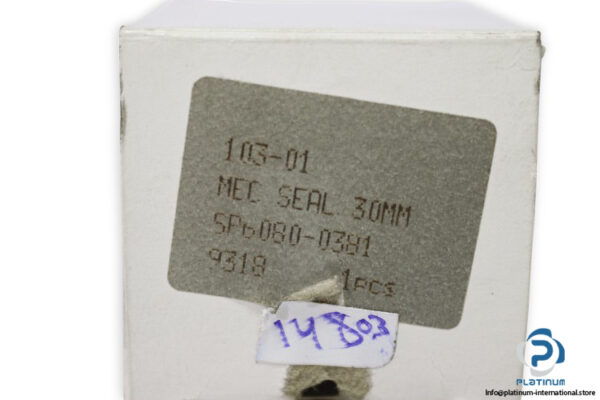 103-01
MEC SEAL 30MM
SP6080-0381
9318 1PCS
14803
PLATINUM
Info@platinum-international.store